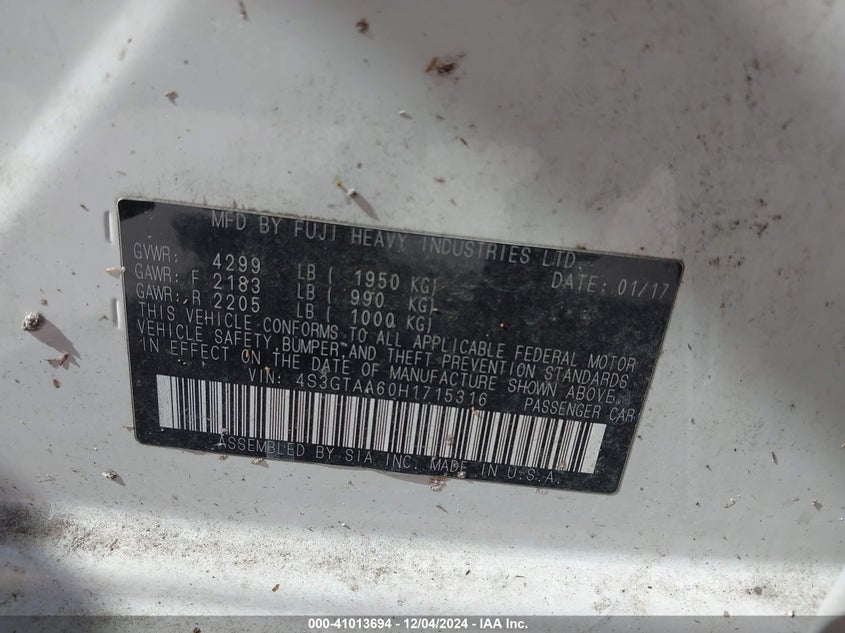 MFD BY FUJI HEAVY INDUSTRIES LTD.
GVWR: 4299 LB ( 1950 KG) DATE: 01/17
GAWR: F 2183 LB ( 990 KG)
GAWR: R 2205 LB ( 1000 KG)
THIS VEHICLE CONFORMS TO ALL APPLICABLE FEDERAL MOTOR
VEHICLE SAFETY, BUMPER, AND THEFT PREVENTION STANDARDS
IN EFFECT ON THE DATE OF MANUFACTURE SHOWN ABOVE.
VIN: 4S3GTAA60H1715316 PASSENGER CAR
ASSEMBLED BY SIA, INC. MADE IN U.S.A.
000-41013694 - 12/04/2024 - IAA Inc.